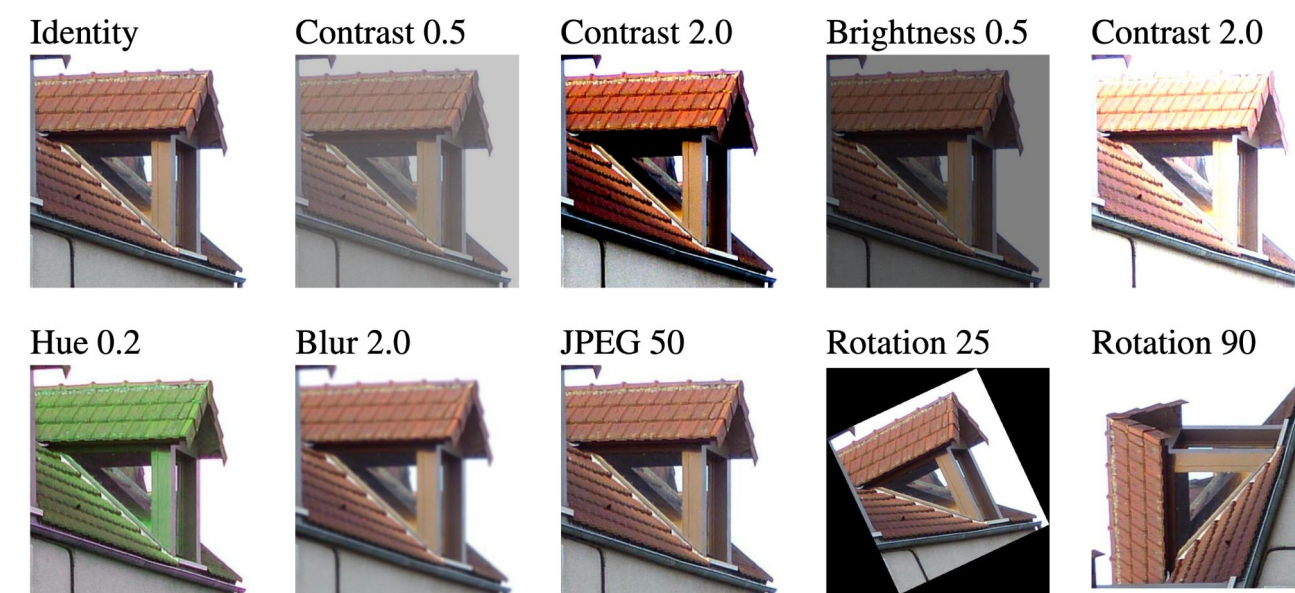 Identity
Contrast 0.5
Contrast 2.0
Brightness 0.5
Contrast 2.0
Hue 0.2
Blur 2.0
JPEG 50
Rotation 25
Rotation 90